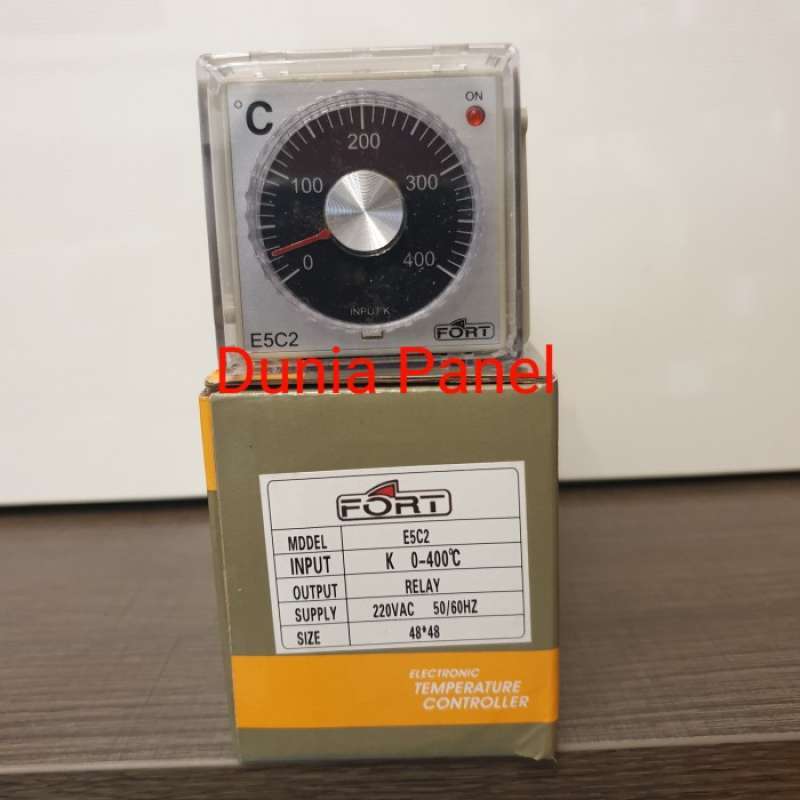 °C
ON
200
100
300
0
400
INPUT K
E5C2
FORT
Dunia Panel
FORT
MDDEL E5C2
INPUT K 0-400℃
OUTPUT RELAY
SUPPLY 220VAC 50/60HZ
SIZE 48*48
ELECTRONIC
TEMPERATURE
CONTROLLER